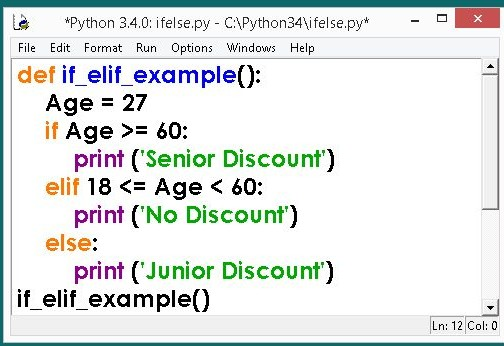 *Python 3.4.0: ifelse.py - C:\Python34\ifelse.py*
File Edit Format Run Options Windows Help
def if_elif_example():
    Age = 27
    if Age >= 60:
        print ('Senior Discount')
    elif 18 <= Age < 60:
        print ('No Discount')
    else:
        print ('Junior Discount')
if_elif_example()
Ln: 12 Col: 0